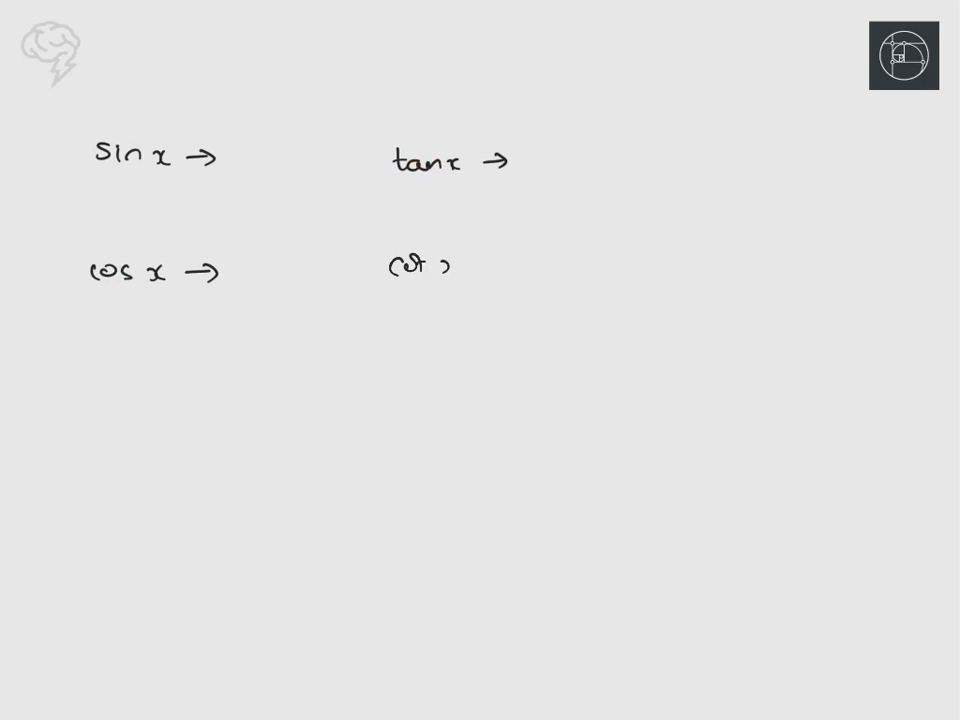 sin x →
tan x →
cos x →
cot